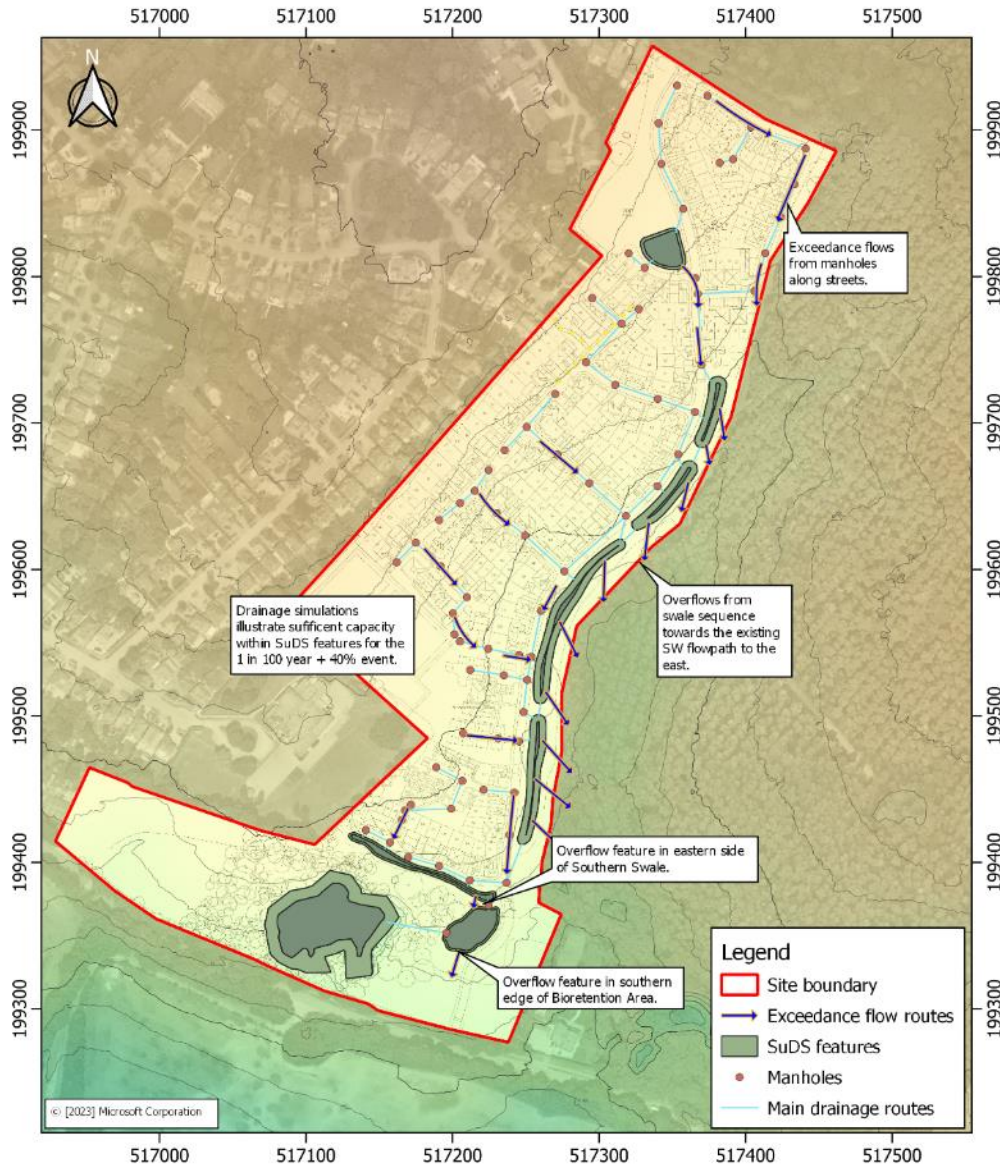 517000 517100 517200 517300 517400 517500
N
199900
199800
199700
199600
199500
199400
199300
199900
199800
199700
199600
199500
199400
199300
Exceedance flows
from manholes
along streets.
Drainage simulations
illustrate sufficent capacity
within SuDS features for the
1 in 100 year + 40% event.
Overflows from
swale sequence
towards the existing
SW flowpath to the
east.
Overflow feature in eastern side
of Southern Swale.
Overflow feature in southern
edge of Bioretention Area.
Legend
Site boundary
Exceedance flow routes
SuDS features
Manholes
Main drainage routes
© [2023] Microsoft Corporation
517000 517100 517200 517300 517400 517500